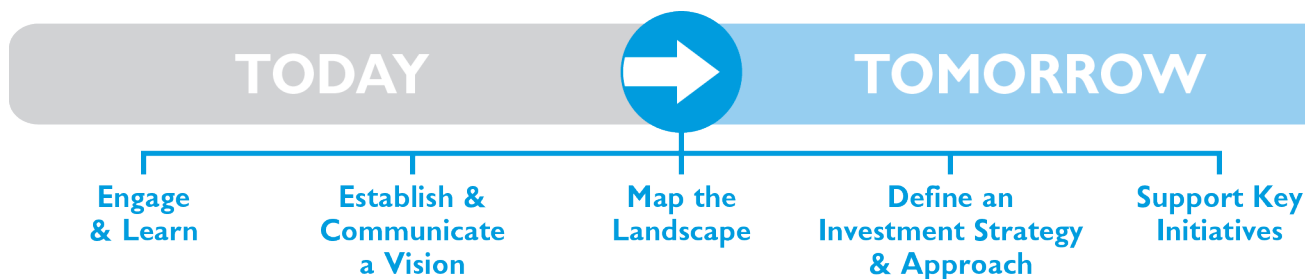 TODAY
TOMORROW
Engage
& Learn
Establish &
Communicate
a Vision
Map the
Landscape
Define an
Investment Strategy
& Approach
Support Key
Initiatives